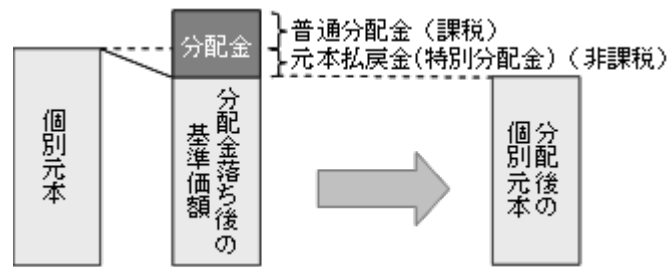 分配金
普通分配金（課税）
元本払戻金(特別分配金)（非課税）
個別元本
分配金落ち後の
基準価額
分配後の
個別元本